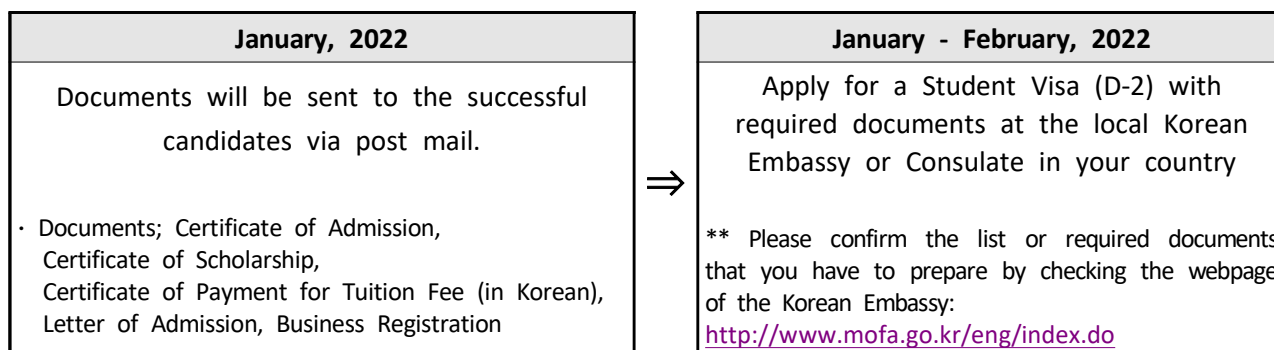 January, 2022
Documents will be sent to the successful
candidates via post mail.
· Documents; Certificate of Admission,
Certificate of Scholarship,
Certificate of Payment for Tuition Fee (in Korean),
Letter of Admission, Business Registration
⇒
January - February, 2022
Apply for a Student Visa (D-2) with
required documents at the local Korean
Embassy or Consulate in your country
** Please confirm the list or required documents
that you have to prepare by checking the webpage
of the Korean Embassy:
http://www.mofa.go.kr/eng/index.do